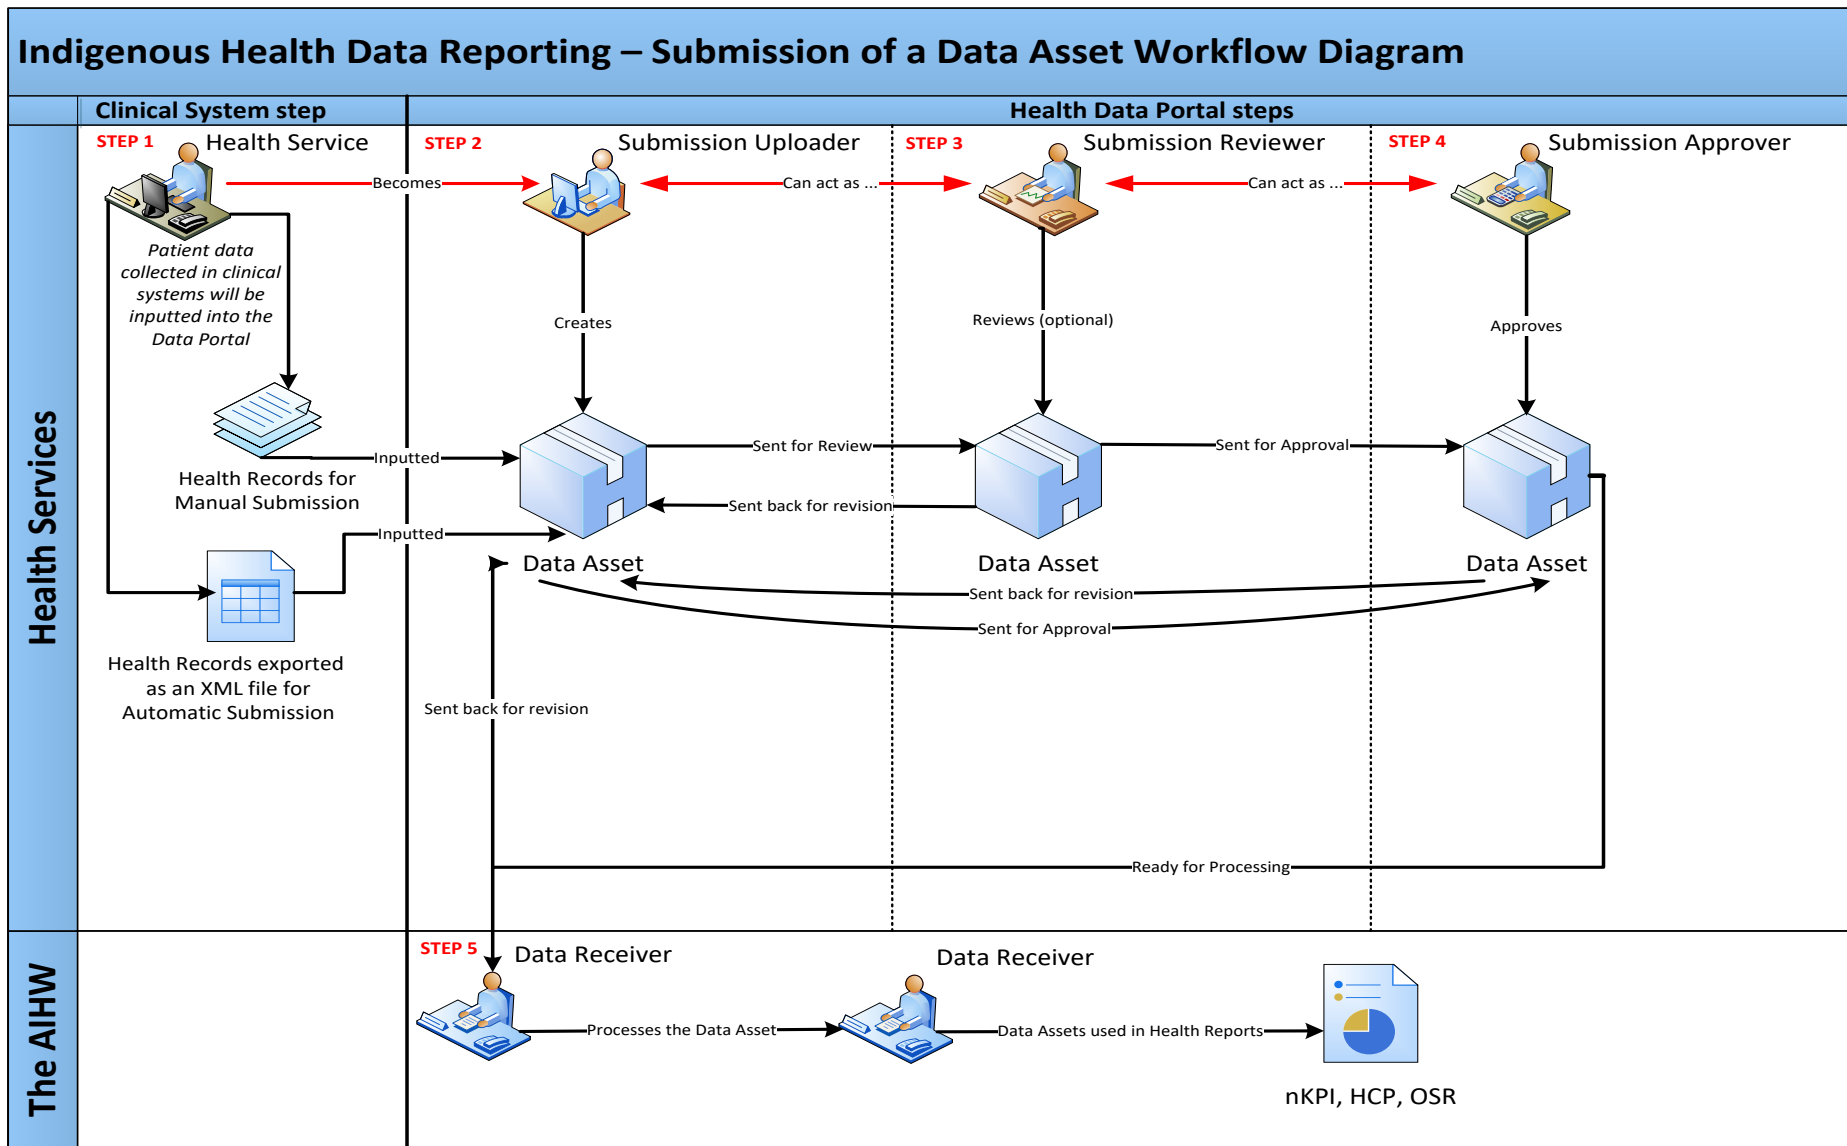 Indigenous Health Data Reporting – Submission of a Data Asset Workflow Diagram
Clinical System step
Health Data Portal steps
Health Services
STEP 1
Health Service
STEP 2
Submission Uploader
STEP 3
Submission Reviewer
STEP 4
Submission Approver
Becomes
Can act as ...
Can act as ...
Patient data
collected in clinical
systems will be
inputted into the
Data Portal
Creates
Reviews (optional)
Approves
Sent for Review
Sent for Approval
Inputted
Health Records for
Manual Submission
Sent back for revision
Inputted
Data Asset
Data Asset
Data Asset
Sent back for revision
Sent for Approval
Health Records exported
as an XML file for
Automatic Submission
Sent back for revision
Ready for Processing
The AIHW
STEP 5
Data Receiver
Data Receiver
Processes the Data Asset
Data Assets used in Health Reports
nKPI, HCP, OSR